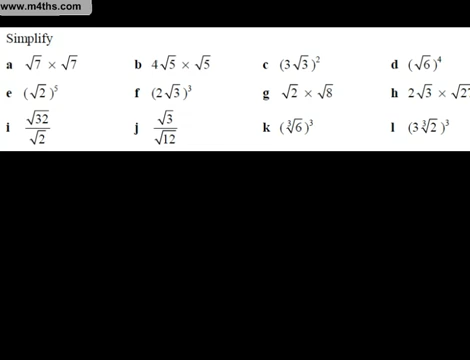 www.m4ths.com
Simplify
a √7 × √7 b 4√5 × √5 c (3√3)² d (√6)⁴
e (√2)⁵ f (2√3)³ g √2 × √8 h 2√3 × √27
i √32/√2 j √3/√12 k (∛6)³ l (3∛2)³